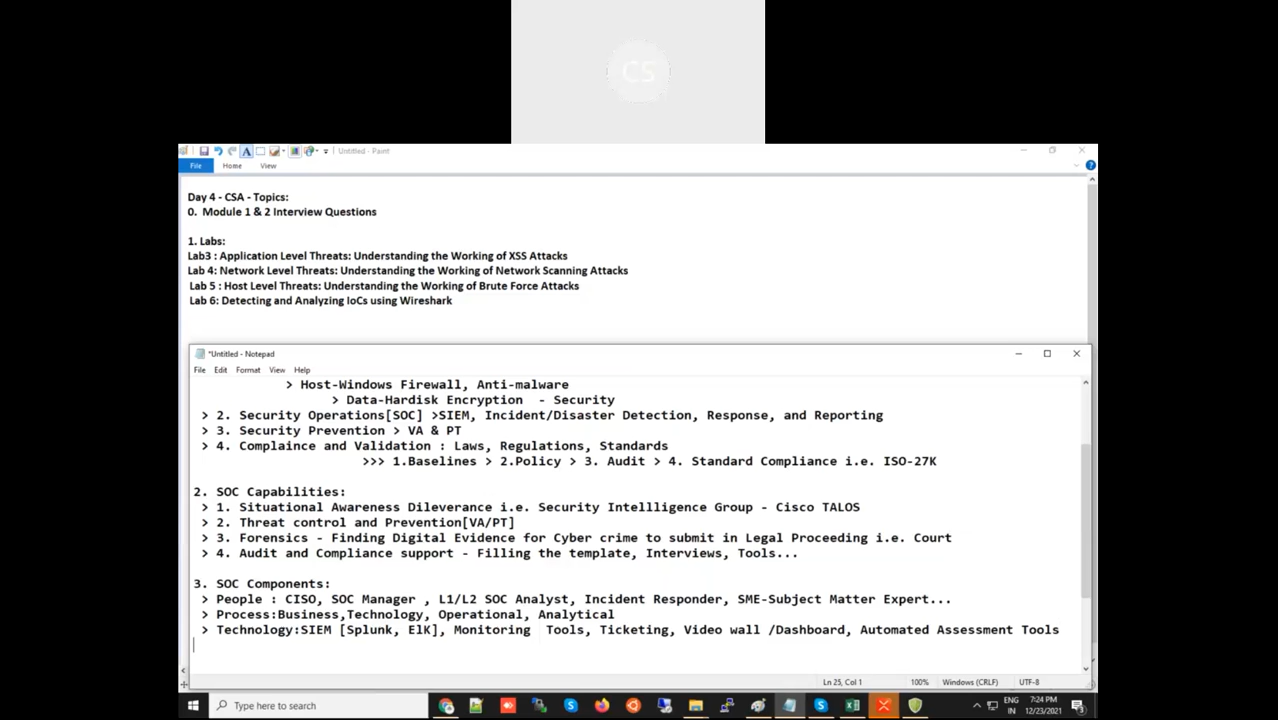 CS
Untitled - Paint
File Home View
Day 4 - CSA - Topics:
0. Module 1 & 2 Interview Questions
1. Labs:
Lab3 : Application Level Threats: Understanding the Working of XSS Attacks
Lab 4: Network Level Threats: Understanding the Working of Network Scanning Attacks
Lab 5 : Host Level Threats: Understanding the Working of Brute Force Attacks
Lab 6: Detecting and Analyzing IoCs using Wireshark
*Untitled - Notepad
File Edit Format View Help
> Host-Windows Firewall, Anti-malware
> Data-Hardisk Encryption - Security
> 2. Security Operations[SOC] >SIEM, Incident/Disaster Detection, Response, and Reporting
> 3. Security Prevention > VA & PT
> 4. Complaince and Validation : Laws, Regulations, Standards
>>> 1.Baselines > 2.Policy > 3. Audit > 4. Standard Compliance i.e. ISO-27K
2. SOC Capabilities:
> 1. Situational Awareness Dileverance i.e. Security Intellligence Group - Cisco TALOS
> 2. Threat control and Prevention[VA/PT]
> 3. Forensics - Finding Digital Evidence for Cyber crime to submit in Legal Proceeding i.e. Court
> 4. Audit and Compliance support - Filling the template, Interviews, Tools...
3. SOC Components:
> People : CISO, SOC Manager , L1/L2 SOC Analyst, Incident Responder, SME-Subject Matter Expert...
> Process:Business,Technology, Operational, Analytical
> Technology:SIEM [Splunk, ElK], Monitoring Tools, Ticketing, Video wall /Dashboard, Automated Assessment Tools
Ln 25, Col 1 100% Windows (CRLF) UTF-8
Type here to search
ENG 7:24 PM
IN 12/23/2021
3